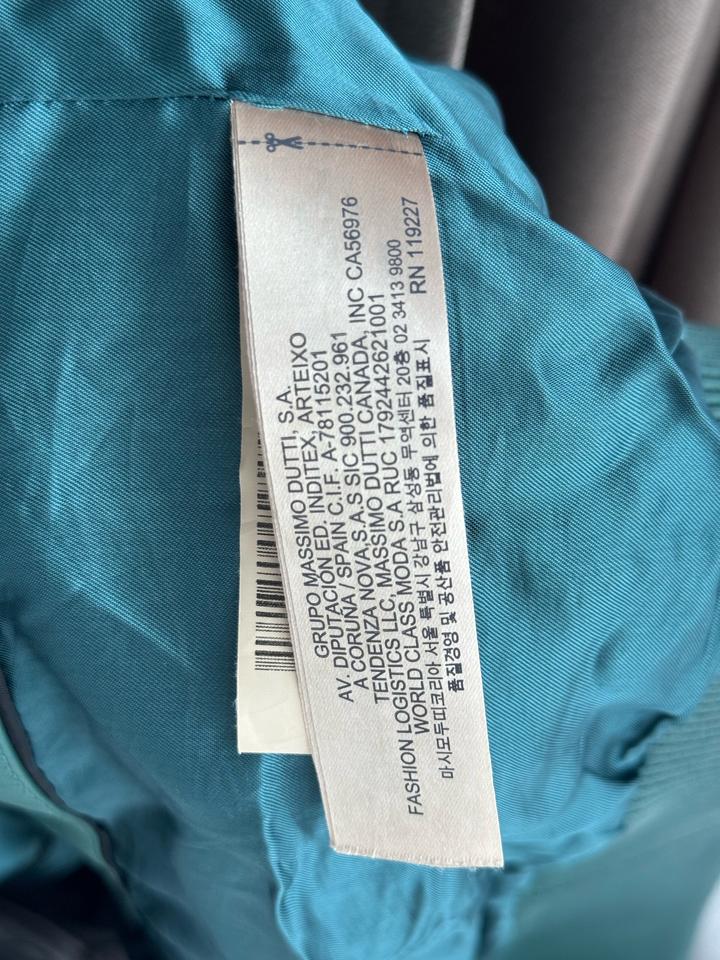 GRUPO MASSIMO DUTTI, S.A.
AV. DIPUTACIÓN ED. INDITEX, ARTEIXO
A CORUÑA / SPAIN C.I.F. A-78115201
TENDENZA NOVA,S.A.S SIC 900.232.961
FASHION LOGISTICS LLC, MASSIMO DUTTI CANADA, INC CA56976
WORLD CLASS MODA S.A RUC 1792442621001
마시모두띠코리아 서울 특별시 강남구 삼성동 무역센터 20층 02 3413 9800
품질경영 및 공산품 안전관리법에 의한 품질표시 RN 119227